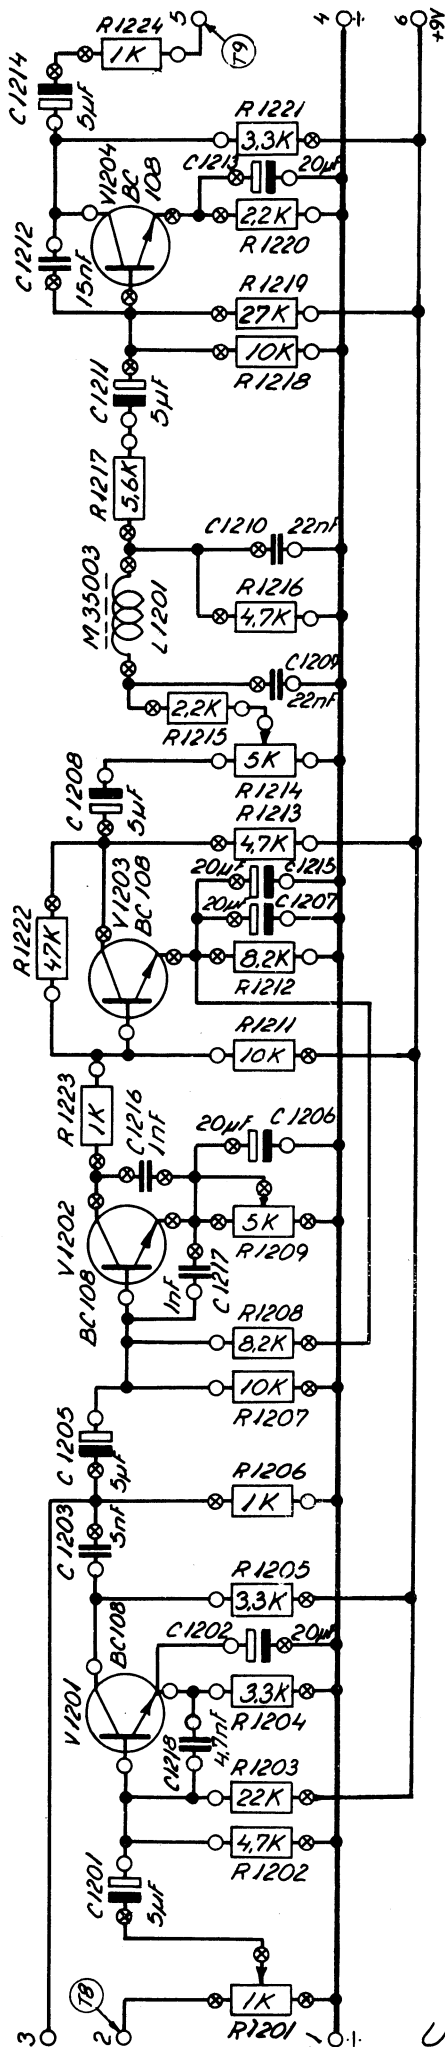 3
2
T8
1
÷
R1201
1K
C1201
5µF
R1202
4,7K
R1203
22K
C1218
4,7nF
V1201
BC108
R1204
3,3K
C1202
20µF
R1205
3,3K
C1203
5nF
R1206
1K
C1205
5µF
R1207
10K
R1208
8,2K
BC108
V1202
1nF
C1217
R1209
5K
C1216
1nF
20µF
C1206
R1223
1K
R1211
10K
R1222
47K
V1203
BC108
R1212
8,2K
20µF
C1207
20µF
C1215
R1213
4,7K
C1208
5µF
R1214
5K
R1215
2,2K
C1209
22nF
M35003
L1201
R1216
4,7K
C1210
22nF
R1217
5,6K
C1211
5µF
R1218
10K
R1219
27K
C1212
15nF
V1204
BC
108
R1220
2,2K
C1213
20µF
R1221
3,3K
C1214
5µF
R1224
1K
5
T9
4
÷
6
+9V